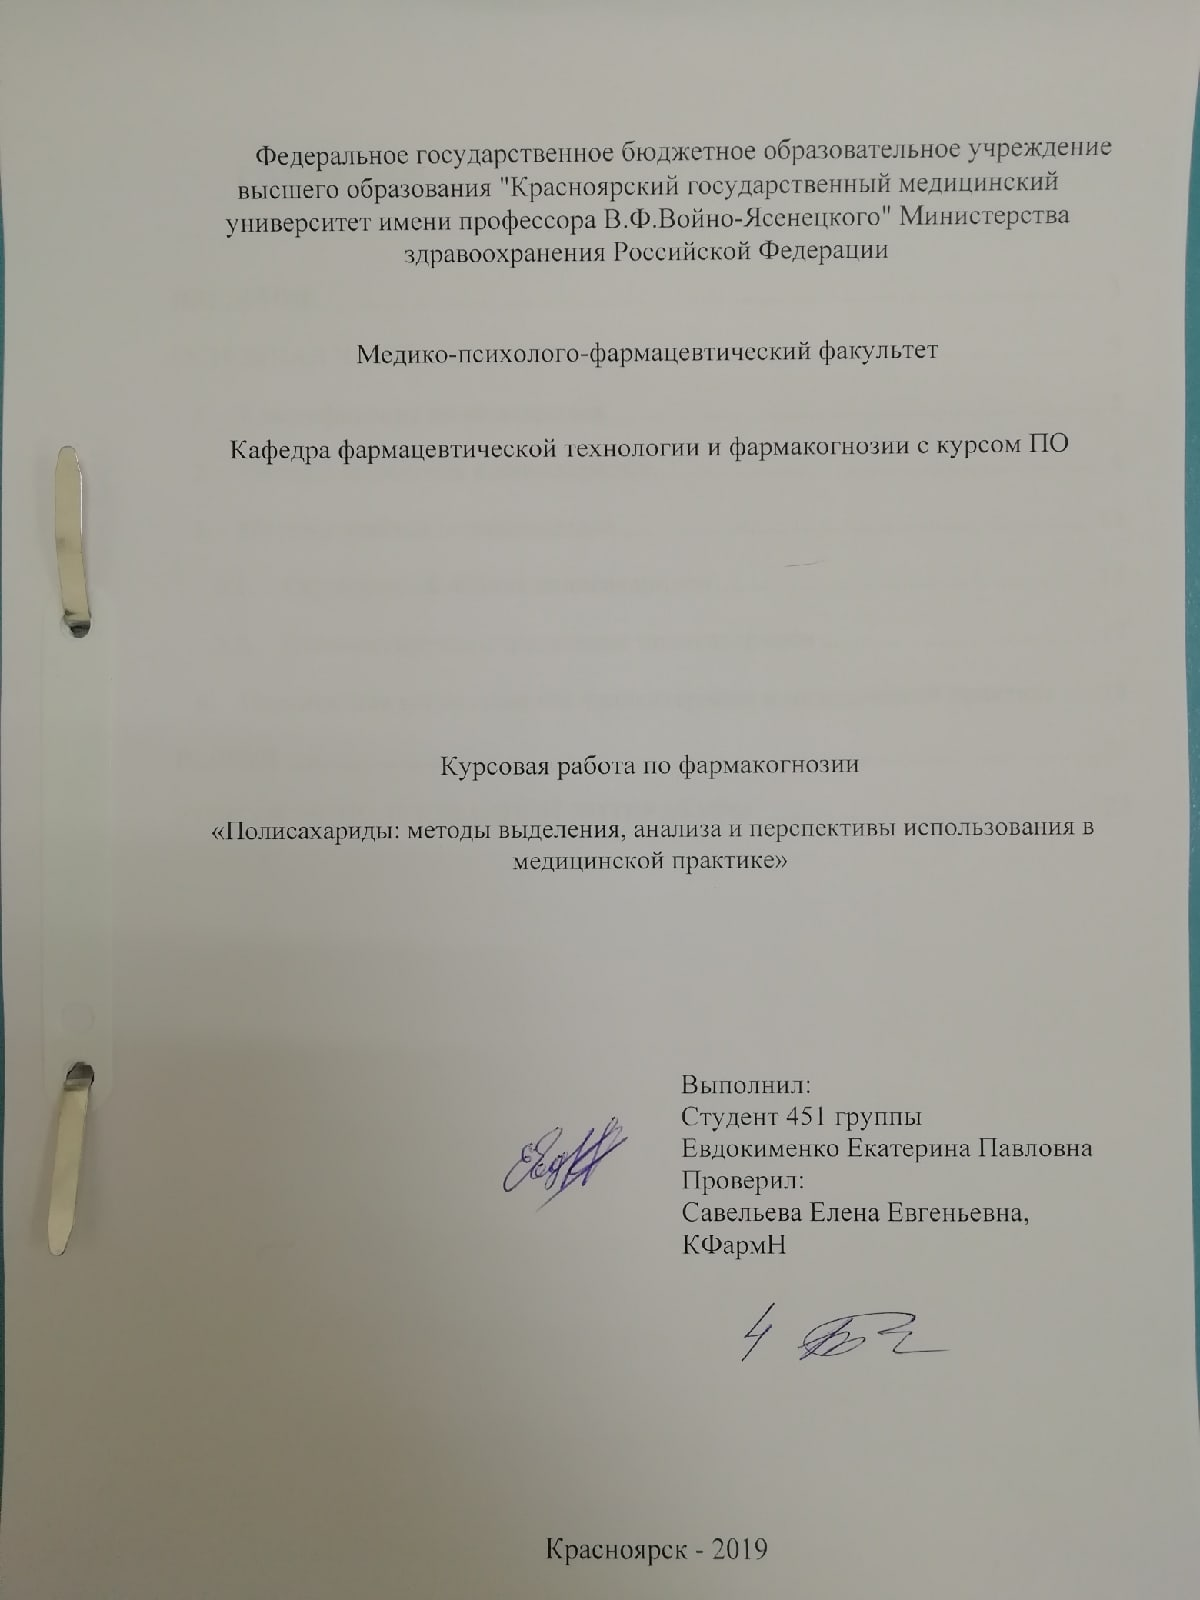 Федеральное государственное бюджетное образовательное учреждение
высшего образования "Красноярский государственный медицинский
университет имени профессора В.Ф.Войно-Ясенецкого" Министерства
здравоохранения Российской Федерации
Медико-психолого-фармацевтический факультет
Кафедра фармацевтической технологии и фармакогнозии с курсом ПО
Курсовая работа по фармакогнозии
«Полисахариды: методы выделения, анализа и перспективы использования в
медицинской практике»
Выполнил:
Студент 451 группы
Евдокименко Екатерина Павловна
Проверил:
Савельева Елена Евгеньевна,
КФармН
4
Красноярск - 2019